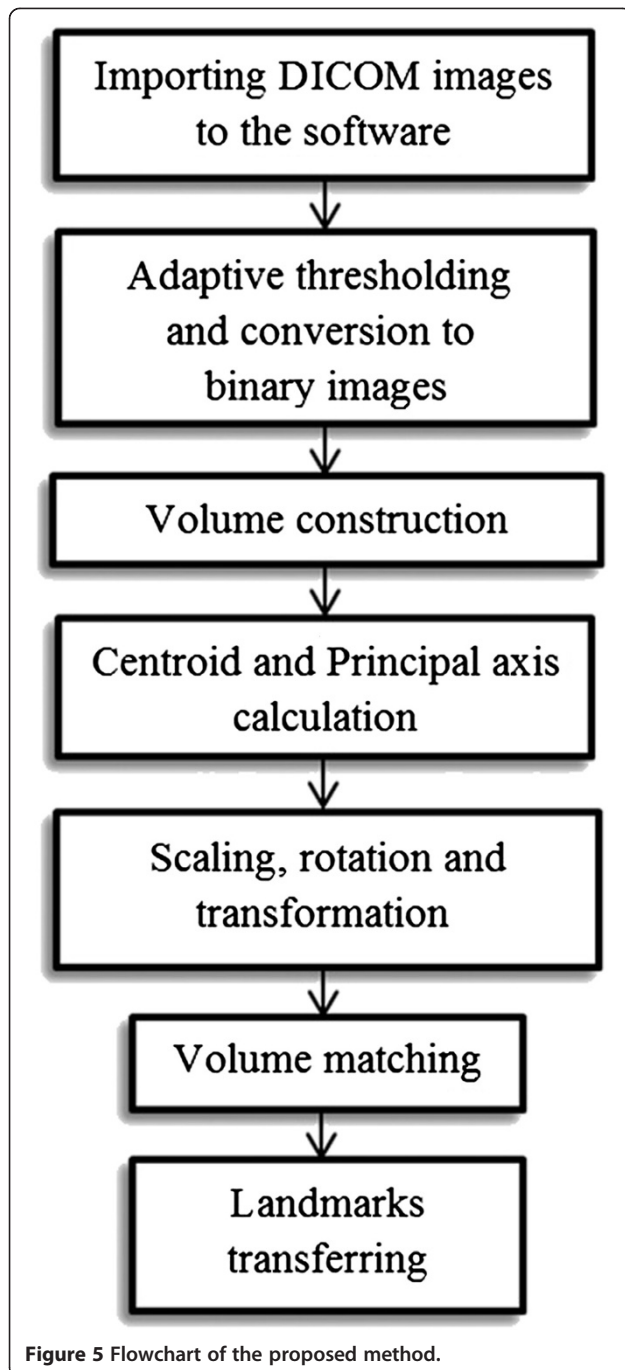 Importing DICOM images
to the software
Adaptive thresholding
and conversion to
binary images
Volume construction
Centroid and Principal axis
calculation
Scaling, rotation and
transformation
Volume matching
Landmarks
transferring
Figure 5 Flowchart of the proposed method.